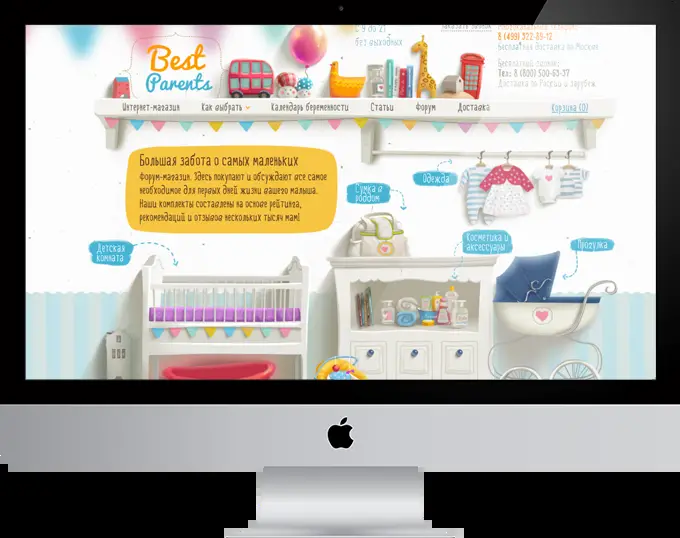 Best
Parents
с 9 до 21
без выходных
Заказать звонок
8 (499) 322-89-12
Бесплатная доставка по Москве
Бесплатный звонок:
Тел: 8 (800) 500-63-37
Доставка по России и зарубеж.
Интернет-магазин Как выбрать Календарь беременности Статьи Форум Доставка Корзина (0)
Большая забота о самых маленьких
Форум-магазин. Здесь покупают и обсуждают все самое
необходимое для первых дней жизни вашего малыша.
Наши комплекты составлены на основе рейтинга,
рекомендаций и отзывов нескольких тысяч мам!
Одежда
Сумка в
роддом
Детская
комната
Косметика и
аксессуары
Прогулка